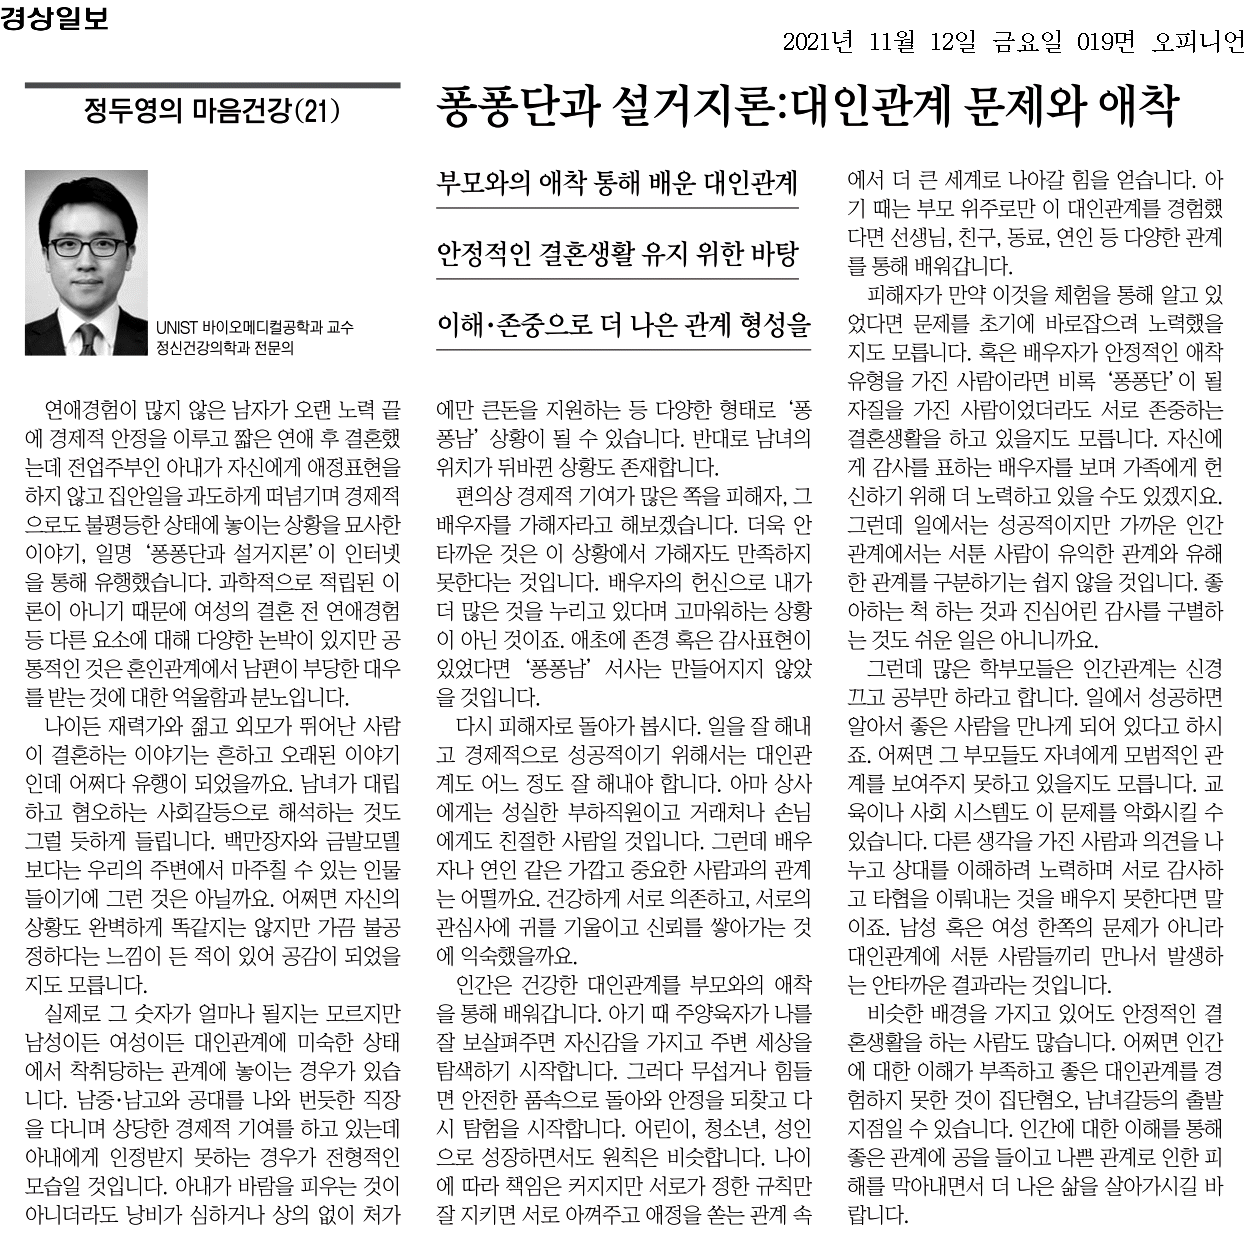 경상일보
2021년 11월 12일 금요일 019면 오피니언
정두영의 마음건강(21)
퐁퐁단과 설거지론:대인관계 문제와 애착
UNIST 바이오메디컬공학과 교수
정신건강의학과 전문의
부모와의 애착 통해 배운 대인관계
안정적인 결혼생활 유지 위한 바탕
이해·존중으로 더 나은 관계 형성을
연애경험이 많지 않은 남자가 오랜 노력 끝
에 경제적 안정을 이루고 짧은 연애 후 결혼했
는데 전업주부인 아내가 자신에게 애정표현을
하지 않고 집안일을 과도하게 떠넘기며 경제적
으로도 불평등한 상태에 놓이는 상황을 묘사한
이야기, 일명 ‘퐁퐁단과 설거지론’이 인터넷
을 통해 유행했습니다. 과학적으로 적립된 이
론이 아니기 때문에 여성의 결혼 전 연애경험
등 다른 요소에 대해 다양한 논박이 있지만 공
통적인 것은 혼인관계에서 남편이 부당한 대우
를 받는 것에 대한 억울함과 분노입니다.
나이든 재력가와 젊고 외모가 뛰어난 사람
이 결혼하는 이야기는 흔하고 오래된 이야기
인데 어쩌다 유행이 되었을까요. 남녀가 대립
하고 혐오하는 사회갈등으로 해석하는 것도
그럴 듯하게 들립니다. 백만장자와 금발모델
보다는 우리의 주변에서 마주칠 수 있는 인물
들이기에 그런 것은 아닐까요. 어쩌면 자신의
상황도 완벽하게 똑같지는 않지만 가끔 불공
정하다는 느낌이 든 적이 있어 공감이 되었을
지도 모릅니다.
실제로 그 숫자가 얼마나 될지는 모르지만
남성이든 여성이든 대인관계에 미숙한 상태
에서 착취당하는 관계에 놓이는 경우가 있습
니다. 남중·남고와 공대를 나와 번듯한 직장
을 다니며 상당한 경제적 기여를 하고 있는데
아내에게 인정받지 못하는 경우가 전형적인
모습일 것입니다. 아내가 바람을 피우는 것이
아니더라도 낭비가 심하거나 상의 없이 처가
에만 큰돈을 지원하는 등 다양한 형태로 ‘퐁
퐁남’ 상황이 될 수 있습니다. 반대로 남녀의
위치가 뒤바뀐 상황도 존재합니다.
편의상 경제적 기여가 많은 쪽을 피해자, 그
배우자를 가해자라고 해보겠습니다. 더욱 안
타까운 것은 이 상황에서 가해자도 만족하지
못한다는 것입니다. 배우자의 헌신으로 내가
더 많은 것을 누리고 있다며 고마워하는 상황
이 아닌 것이죠. 애초에 존경 혹은 감사표현이
있었다면 ‘퐁퐁남’ 서사는 만들어지지 않았
을 것입니다.
다시 피해자로 돌아가 봅시다. 일을 잘 해내
고 경제적으로 성공적이기 위해서는 대인관
계도 어느 정도 잘 해내야 합니다. 아마 상사
에게는 성실한 부하직원이고 거래처나 손님
에게도 친절한 사람일 것입니다. 그런데 배우
자나 연인 같은 가깝고 중요한 사람과의 관계
는 어떨까요. 건강하게 서로 의존하고, 서로의
관심사에 귀를 기울이고 신뢰를 쌓아가는 것
에 익숙했을까요.
인간은 건강한 대인관계를 부모와의 애착
을 통해 배워갑니다. 아기 때 주양육자가 나를
잘 보살펴주면 자신감을 가지고 주변 세상을
탐색하기 시작합니다. 그러다 무섭거나 힘들
면 안전한 품속으로 돌아와 안정을 되찾고 다
시 탐험을 시작합니다. 어린이, 청소년, 성인
으로 성장하면서도 원칙은 비슷합니다. 나이
에 따라 책임은 커지지만 서로가 정한 규칙만
잘 지키면 서로 아껴주고 애정을 쏟는 관계 속
에서 더 큰 세계로 나아갈 힘을 얻습니다. 아
기 때는 부모 위주로만 이 대인관계를 경험했
다면 선생님, 친구, 동료, 연인 등 다양한 관계
를 통해 배워갑니다.
피해자가 만약 이것을 체험을 통해 알고 있
었다면 문제를 초기에 바로잡으려 노력했을
지도 모릅니다. 혹은 배우자가 안정적인 애착
유형을 가진 사람이라면 비록 ‘퐁퐁단’이 될
자질을 가진 사람이었더라도 서로 존중하는
결혼생활을 하고 있을지도 모릅니다. 자신에
게 감사를 표하는 배우자를 보며 가족에게 헌
신하기 위해 더 노력하고 있을 수도 있겠지요.
그런데 일에서는 성공적이지만 가까운 인간
관계에서는 서툰 사람이 유익한 관계와 유해
한 관계를 구분하기는 쉽지 않을 것입니다. 좋
아하는 척 하는 것과 진심어린 감사를 구별하
는 것도 쉬운 일은 아니니까요.
그런데 많은 학부모들은 인간관계는 신경
끄고 공부만 하라고 합니다. 일에서 성공하면
알아서 좋은 사람을 만나게 되어 있다고 하시
죠. 어쩌면 그 부모들도 자녀에게 모범적인 관
계를 보여주지 못하고 있을지도 모릅니다. 교
육이나 사회 시스템도 이 문제를 악화시킬 수
있습니다. 다른 생각을 가진 사람과 의견을 나
누고 상대를 이해하려 노력하며 서로 감사하
고 타협을 이뤄내는 것을 배우지 못한다면 말
이죠. 남성 혹은 여성 한쪽의 문제가 아니라
대인관계에 서툰 사람들끼리 만나서 발생하
는 안타까운 결과라는 것입니다.
비슷한 배경을 가지고 있어도 안정적인 결
혼생활을 하는 사람도 많습니다. 어쩌면 인간
에 대한 이해가 부족하고 좋은 대인관계를 경
험하지 못한 것이 집단혐오, 남녀갈등의 출발
지점일 수 있습니다. 인간에 대한 이해를 통해
좋은 관계에 공을 들이고 나쁜 관계로 인한 피
해를 막아내면서 더 나은 삶을 살아가시길 바
랍니다.